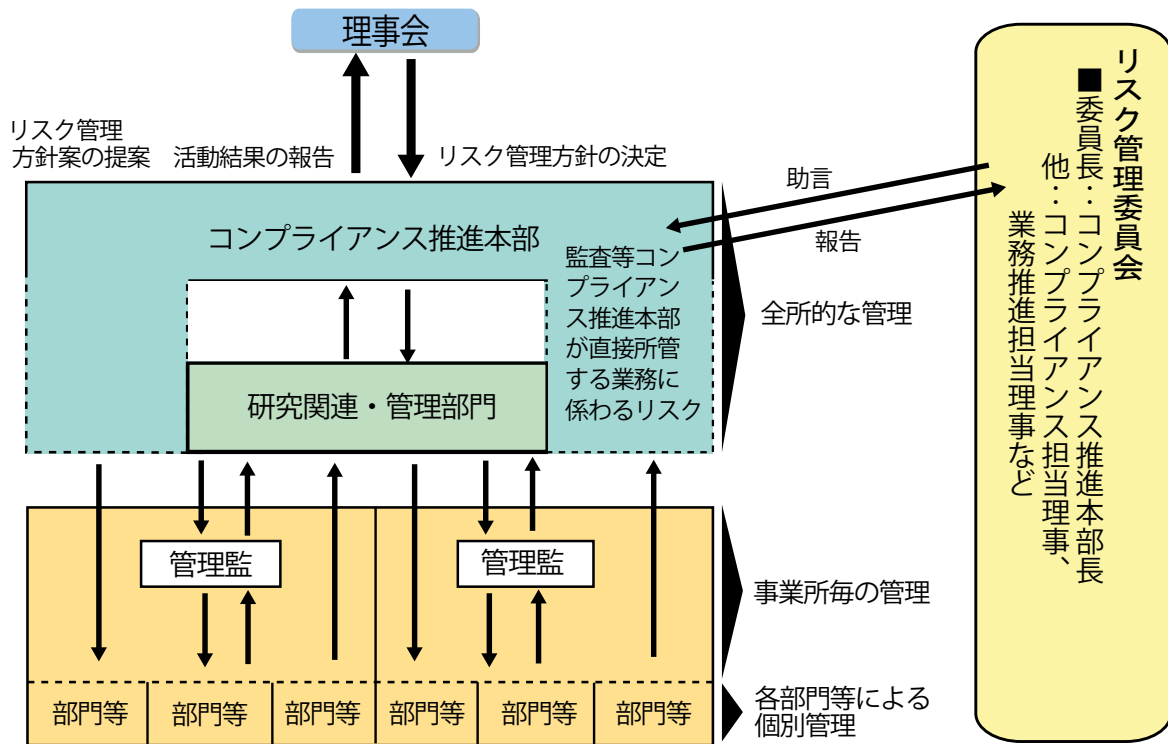 理事会
リスク管理
方針案の提案
活動結果の報告
リスク管理方針の決定
コンプライアンス推進本部
監査等コン
プライアン
ス推進本部
が直接所管
する業務に
係わるリスク
研究関連・管理部門
助言
報告
全所的な管理
管理監
管理監
事業所毎の管理
部門等
部門等
部門等
部門等
部門等
部門等
各部門等による
個別管理
リスク管理委員会
■委員長：コンプライアンス推進本部長
他：コンプライアンス担当理事、
業務推進担当理事など